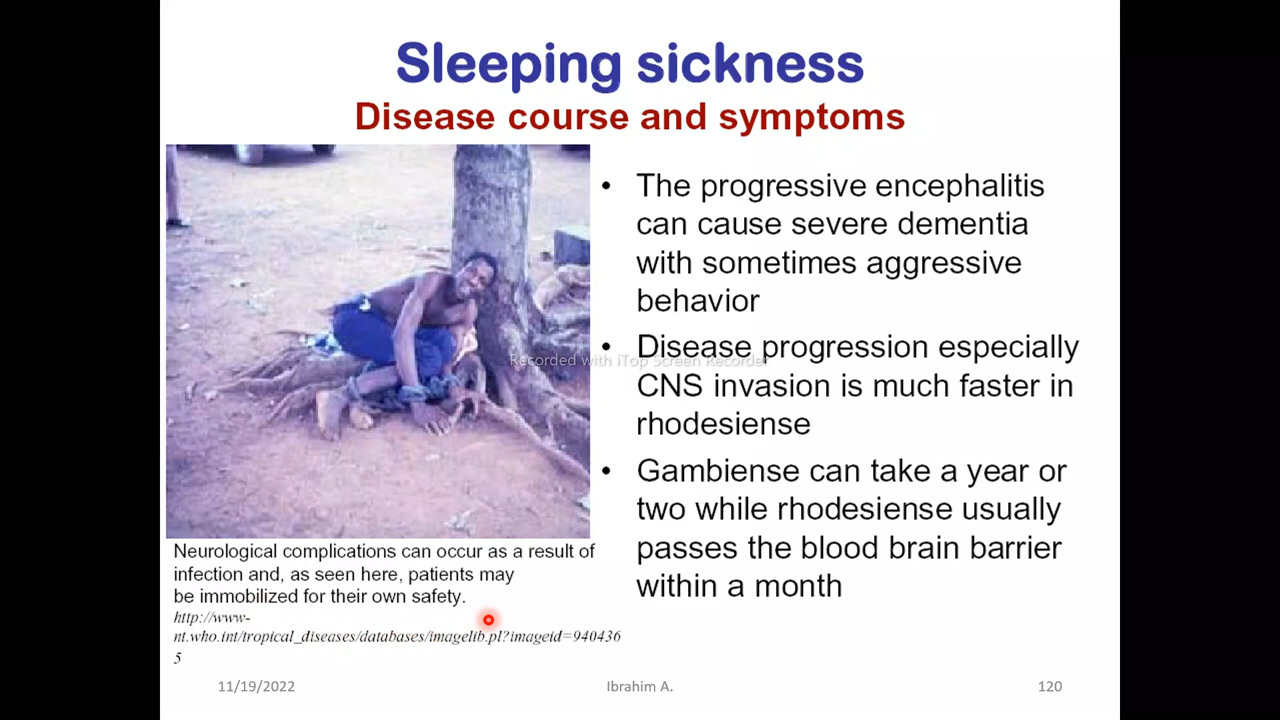 Sleeping sickness
Disease course and symptoms
• The progressive encephalitis
can cause severe dementia
with sometimes aggressive
behavior
• Disease progression especially
CNS invasion is much faster in
rhodesiense
• Gambiense can take a year or
two while rhodesiense usually
passes the blood brain barrier
within a month
Recorded with iTop Screen Recorder
Neurological complications can occur as a result of
infection and, as seen here, patients may
be immobilized for their own safety.
http://www-
nt.who.int/tropical_diseases/databases/imagelib.pl?imageid=940436
5
11/19/2022
Ibrahim A.
120